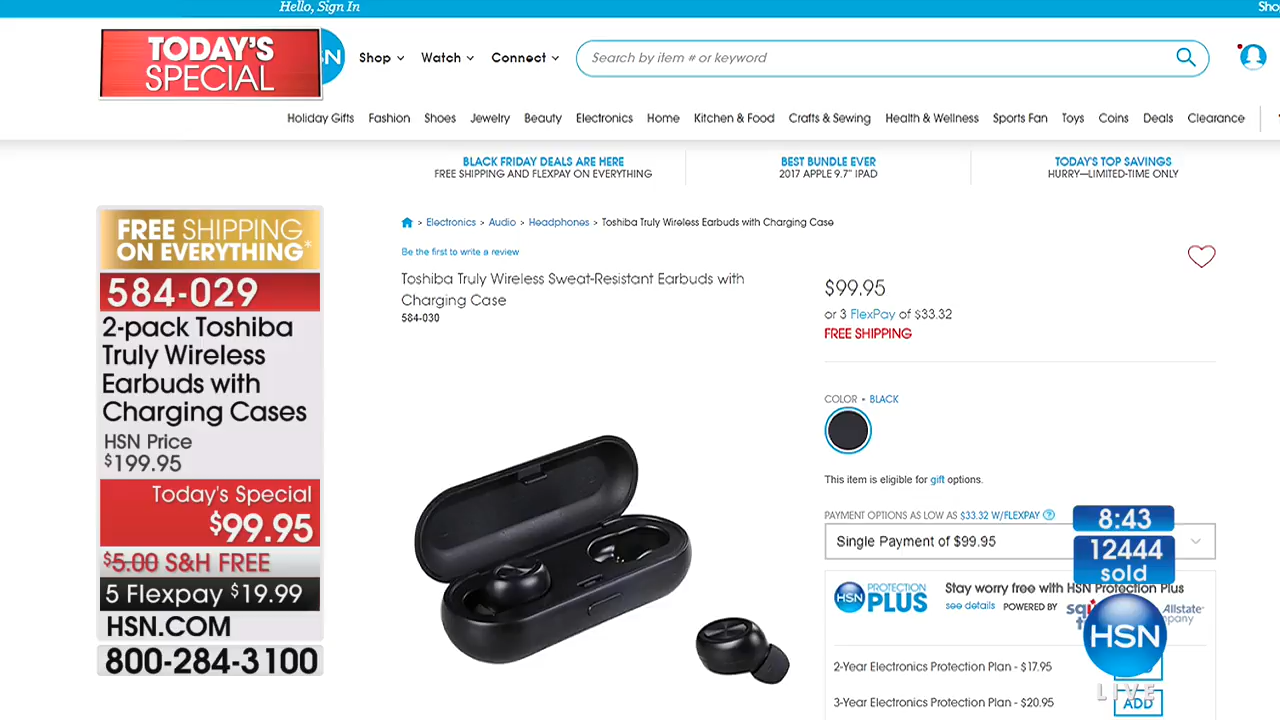 Hello, Sign In
TODAY'S
SPECIAL
Shop
Watch
Connect
Search by item # or keyword
Holiday Gifts
Fashion
Shoes
Jewelry
Beauty
Electronics
Home
Kitchen & Food
Crafts & Sewing
Health & Wellness
Sports Fan
Toys
Coins
Deals
Clearance
BLACK FRIDAY DEALS ARE HERE
FREE SHIPPING AND FLEXPAY ON EVERYTHING
BEST BUNDLE EVER
2017 APPLE 9.7" IPAD
TODAY'S TOP SAVINGS
HURRY—LIMITED-TIME ONLY
FREE SHIPPING
ON EVERYTHING*
584-029
2-pack Toshiba
Truly Wireless
Earbuds with
Charging Cases
HSN Price
$199.95
Today's Special
$99.95
$5.00 S&H FREE
5 Flexpay $19.99
HSN.COM
800-284-3100
> Electronics > Audio > Headphones > Toshiba Truly Wireless Earbuds with Charging Case
Be the first to write a review
Toshiba Truly Wireless Sweat-Resistant Earbuds with
Charging Case
584-030
$99.95
or 3 FlexPay of $33.32
FREE SHIPPING
COLOR • BLACK
This item is eligible for gift options.
PAYMENT OPTIONS AS LOW AS $33.32 W/FLEXPAY ?
Single Payment of $99.95
8:43
12444
sold
HSN PROTECTION
PLUS
Stay worry free with HSN Protection Plus
see details POWERED BY
Allstate
2-Year Electronics Protection Plan - $17.95
3-Year Electronics Protection Plan - $20.95
ADD
HSN
LIVE